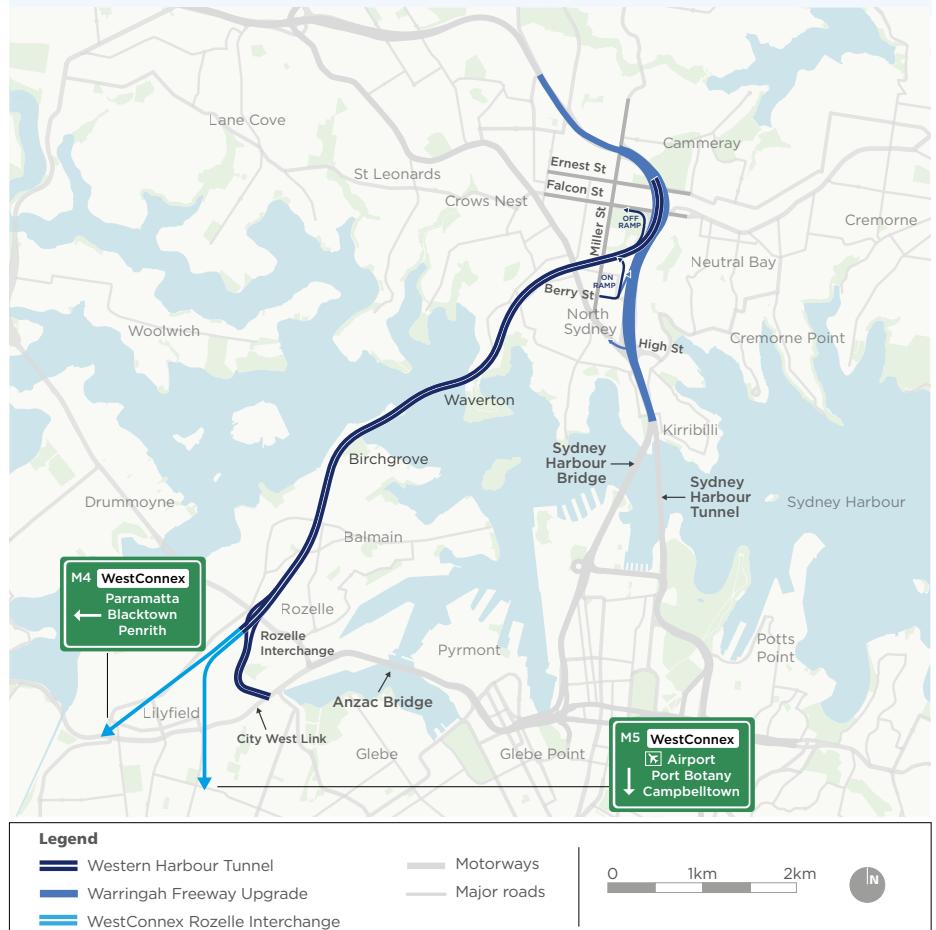 Lane Cove
Cammeray
Ernest St
St Leonards
Falcon St
Crows Nest
Miller St
OFF
RAMP
Cremorne
Neutral Bay
ON
RAMP
Berry St
North
Sydney
Woolwich
High St
Cremorne Point
Waverton
Kirribilli
Birchgrove
Sydney
Harbour
Bridge
Sydney
Harbour
Tunnel
Drummoyne
Sydney Harbour
Balmain
M4 WestConnex
Parramatta
Blacktown
Penrith
Rozelle
Rozelle
Interchange
Pyrmont
Potts
Point
Anzac Bridge
Lilyfield
City West Link
Glebe
Glebe Point
M5 WestConnex
Airport
Port Botany
Campbelltown
Legend
Western Harbour Tunnel
Warringah Freeway Upgrade
WestConnex Rozelle Interchange
Motorways
Major roads
0 1km 2km
N